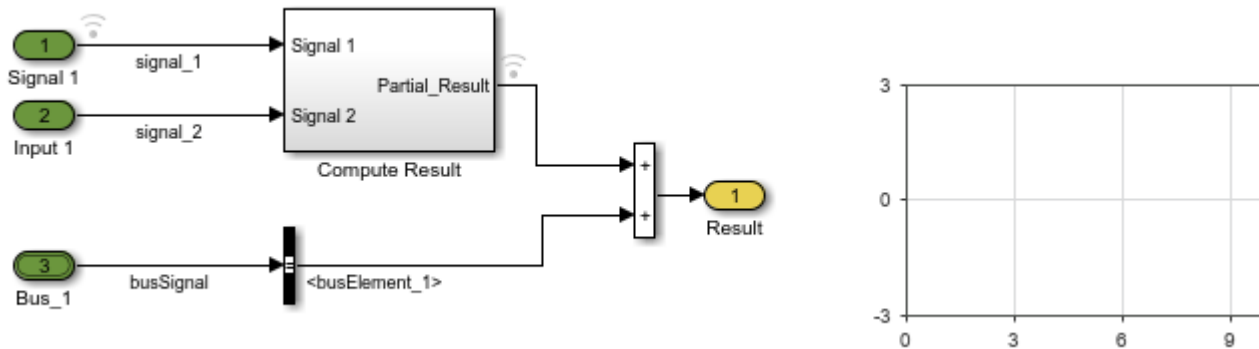 1
Signal 1
signal_1
2
Input 1
signal_2
Signal 1
Signal 2
Partial_Result
Compute Result
+
+
1
Result
3
Bus_1
busSignal
=
<busElement_1>
3
0
-3
0
3
6
9